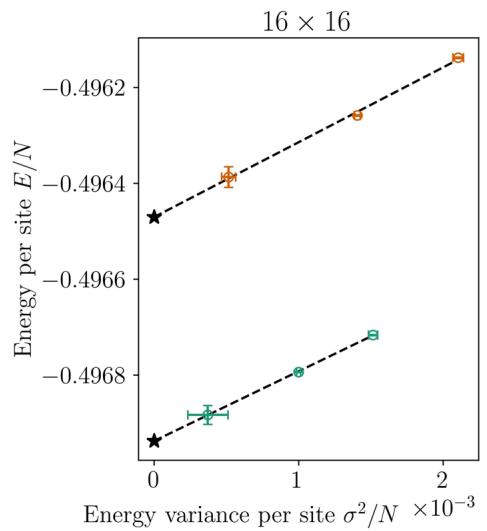 16 × 16
Energy per site E/N
−0.4962
−0.4964
−0.4966
−0.4968
0 1 2
Energy variance per site σ²/N ×10⁻³